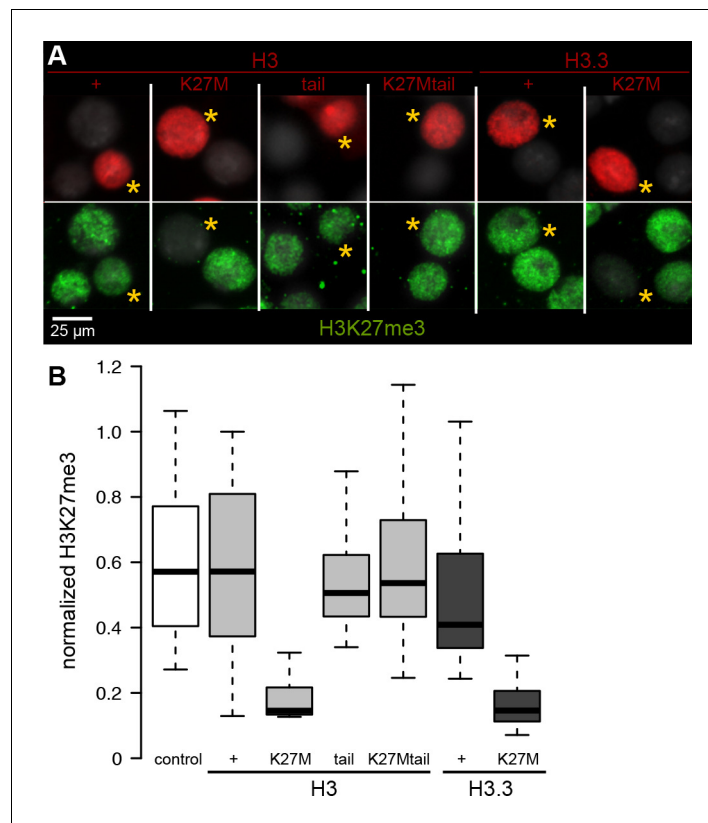 A
H3 H3.3
+ K27M tail K27Mtail + K27M
* * * * * *
* * * * * *
25 µm
H3K27me3
B
1.2
1.0
0.8
0.6
0.4
0.2
0
normalized H3K27me3
control + K27M tail K27Mtail + K27M
H3 H3.3